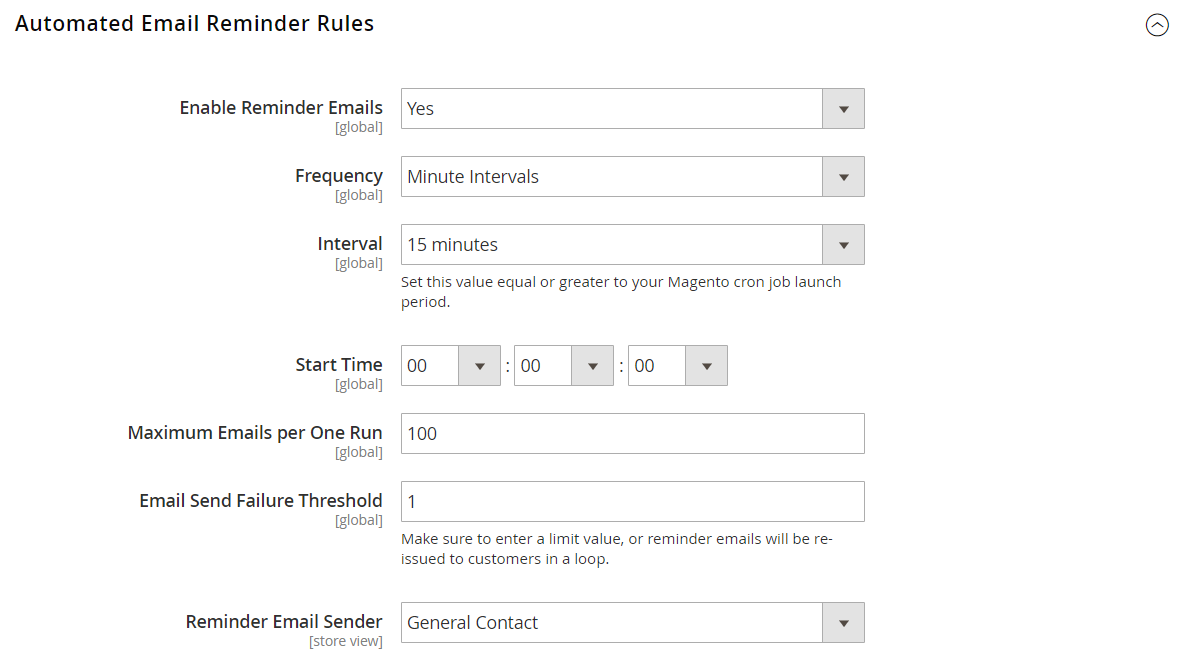 Automated Email Reminder Rules
Enable Reminder Emails Yes
[global]
Frequency Minute Intervals
[global]
Interval 15 minutes
[global]
Set this value equal or greater to your Magento cron job launch
period.
Start Time 00 : 00 : 00
[global]
Maximum Emails per One Run 100
[global]
Email Send Failure Threshold 1
[global]
Make sure to enter a limit value, or reminder emails will be re-
issued to customers in a loop.
Reminder Email Sender General Contact
[store view]